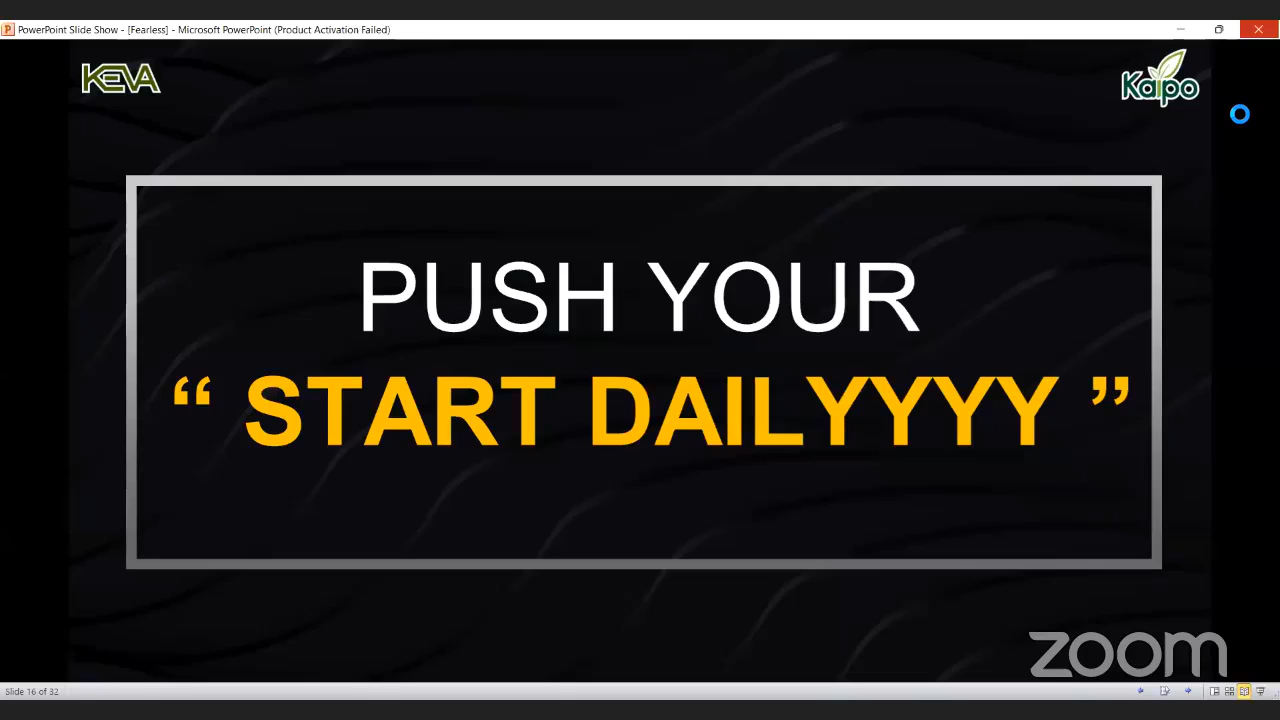 PowerPoint Slide Show - [Fearless] - Microsoft PowerPoint (Product Activation Failed)
KEVA
Kaipo
PUSH YOUR
“ START DAILYYYY ”
zoom
Slide 16 of 32